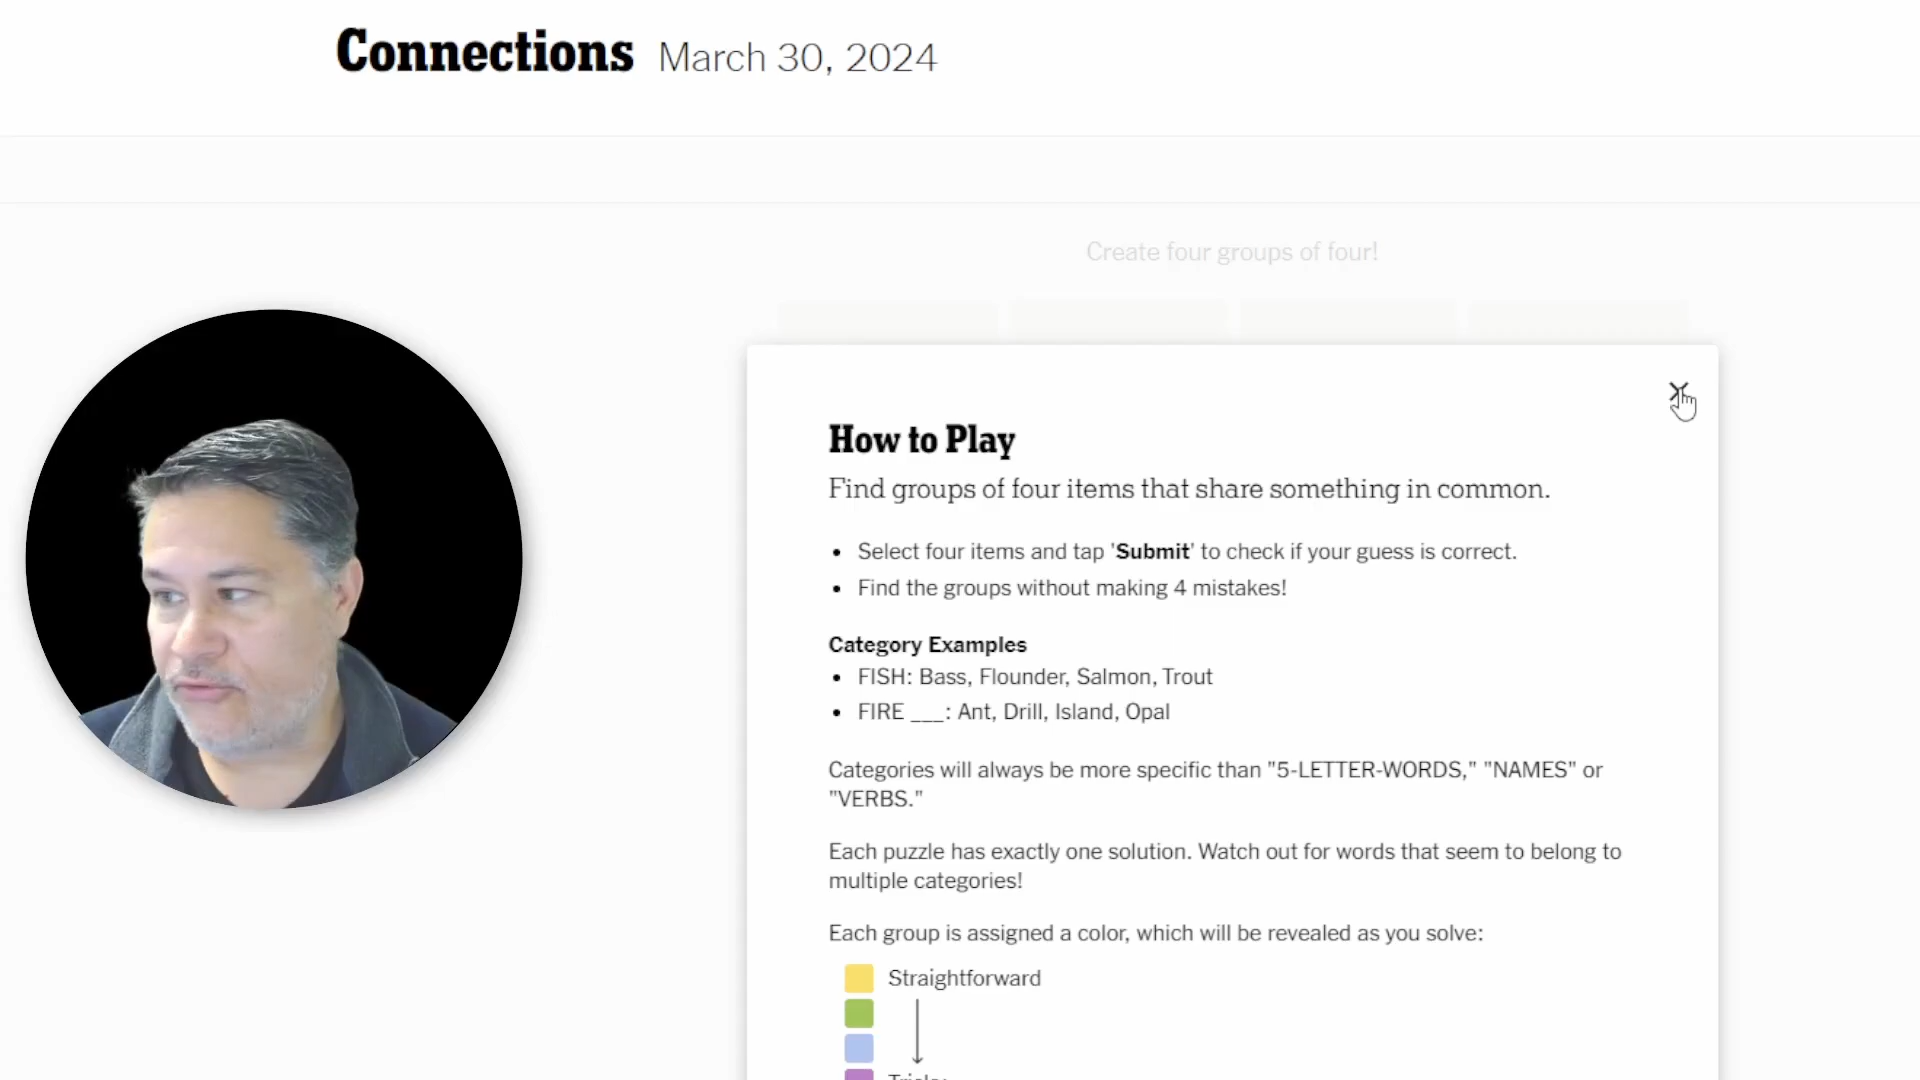 Connections March 30, 2024
Create four groups of four!
How to Play
Find groups of four items that share something in common.
Select four items and tap 'Submit' to check if your guess is correct.
Find the groups without making 4 mistakes!
Category Examples
FISH: Bass, Flounder, Salmon, Trout
FIRE ___: Ant, Drill, Island, Opal
Categories will always be more specific than "5-LETTER-WORDS," "NAMES" or
"VERBS."
Each puzzle has exactly one solution. Watch out for words that seem to belong to
multiple categories!
Each group is assigned a color, which will be revealed as you solve:
Straightforward